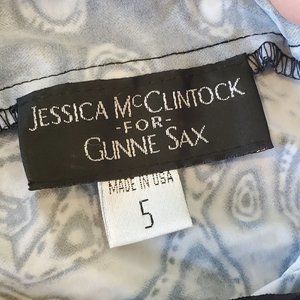 JESSICA MCCLINTOCK
-FOR-
GUNNE SAX
MADE IN USA
5